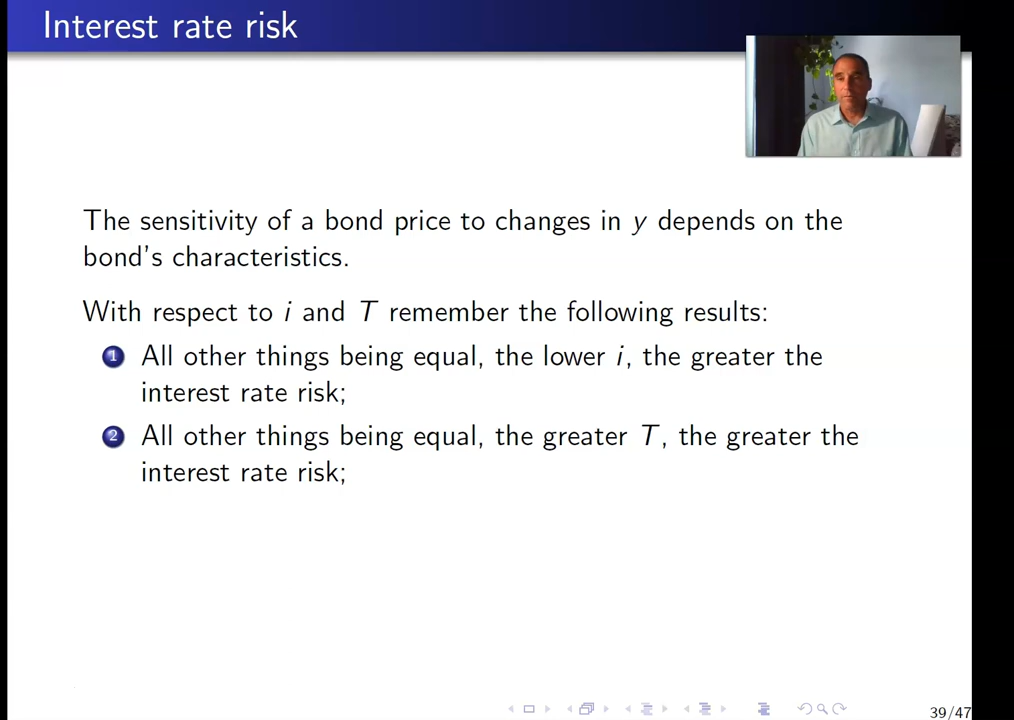 Interest rate risk
The sensitivity of a bond price to changes in y depends on the
bond's characteristics.
With respect to i and T remember the following results:
1 All other things being equal, the lower i, the greater the
interest rate risk;
2 All other things being equal, the greater T, the greater the
interest rate risk;
39/47